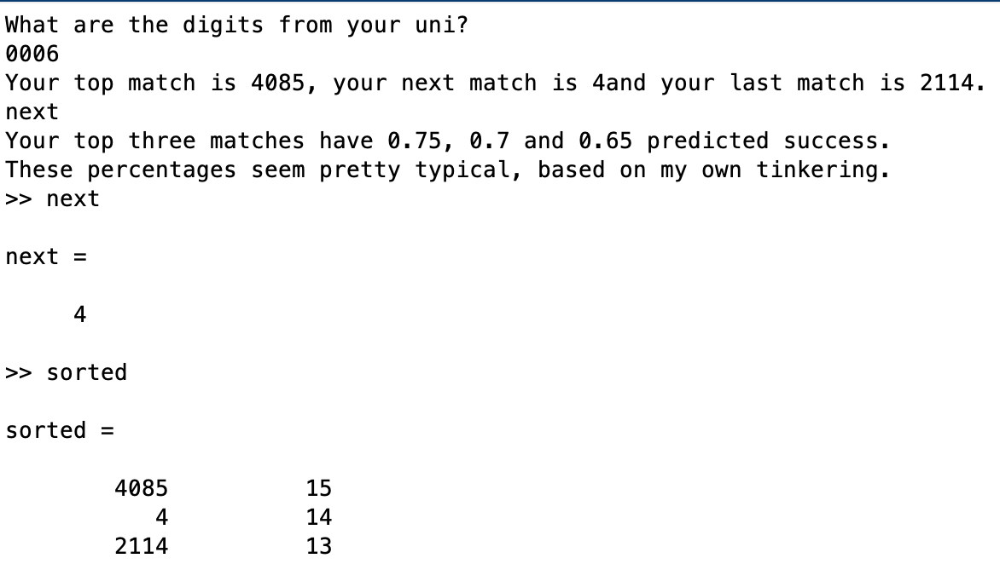 What are the digits from your uni?
0006
Your top match is 4085, your next match is 4and your last match is 2114.
next
Your top three matches have 0.75, 0.7 and 0.65 predicted success.
These percentages seem pretty typical, based on my own tinkering.
>> next
next =
4
>> sorted
sorted =
4085 15
4 14
2114 13